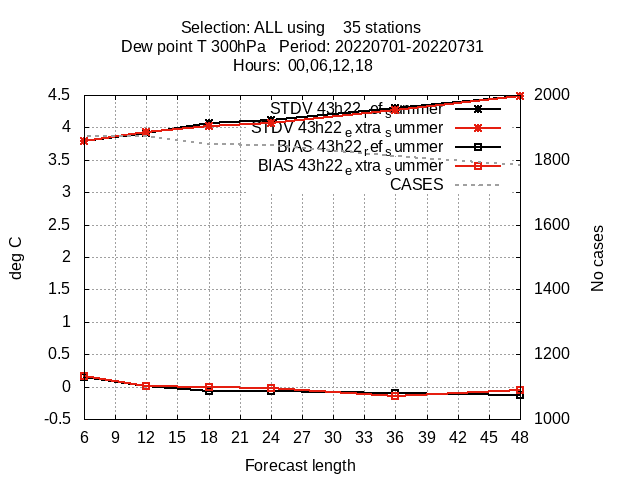 Selection: ALL using    35 stations
Dew point T 300hPa   Period: 20220701-20220731
Hours:  00,06,12,18
4.5
4
3.5
3
2.5
2
1.5
1
0.5
0
-0.5
deg C
STDV 43h22_ref_summer
STDV 43h22_extra_summer
BIAS 43h22_ref_summer
BIAS 43h22_extra_summer
CASES
2000
1800
1600
1400
1200
1000
No cases
6 9 12 15 18 21 24 27 30 33 36 39 42 45 48
Forecast length